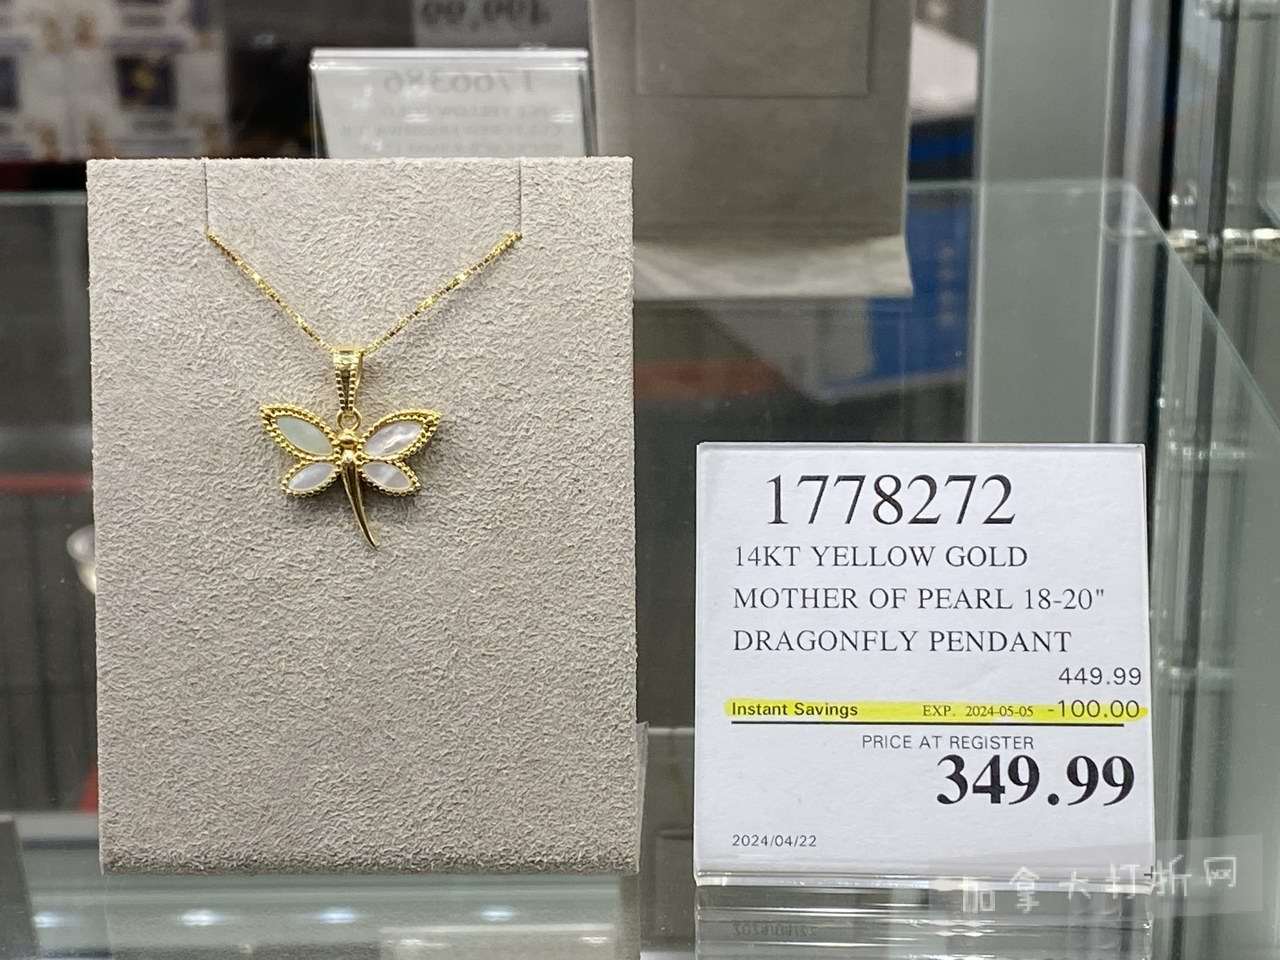 1766386
1778272
14KT YELLOW GOLD
MOTHER OF PEARL 18-20"
DRAGONFLY PENDANT
449.99
Instant Savings EXP. 2024-05-05 -100.00
PRICE AT REGISTER
349.99
2024/04/22
加拿大打折网